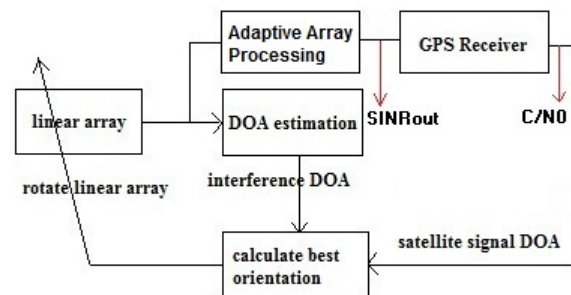 Adaptive Array
Processing
GPS Receiver
linear array
DOA estimation
SINRout
C/N0
interference DOA
rotate linear array
satellite signal DOA
calculate best
orientation